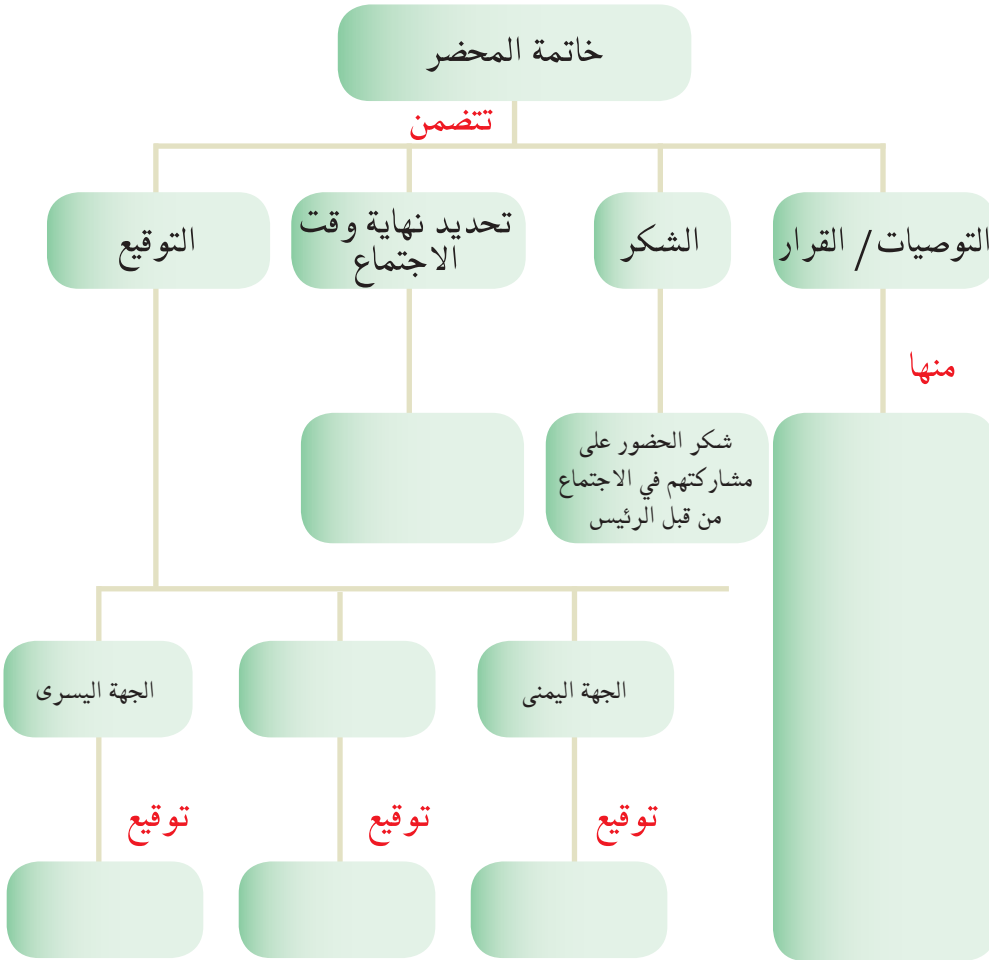 خاتمة المحضر
تتضمن
التوصيات / القرار
الشكر
تحديد نهاية وقت
الاجتماع
التوقيع
منها
شكر الحضور على
مشاركتهم في الاجتماع
من قبل الرئيس
الجهة اليمنى
الجهة اليسرى
توقيع
توقيع
توقيع